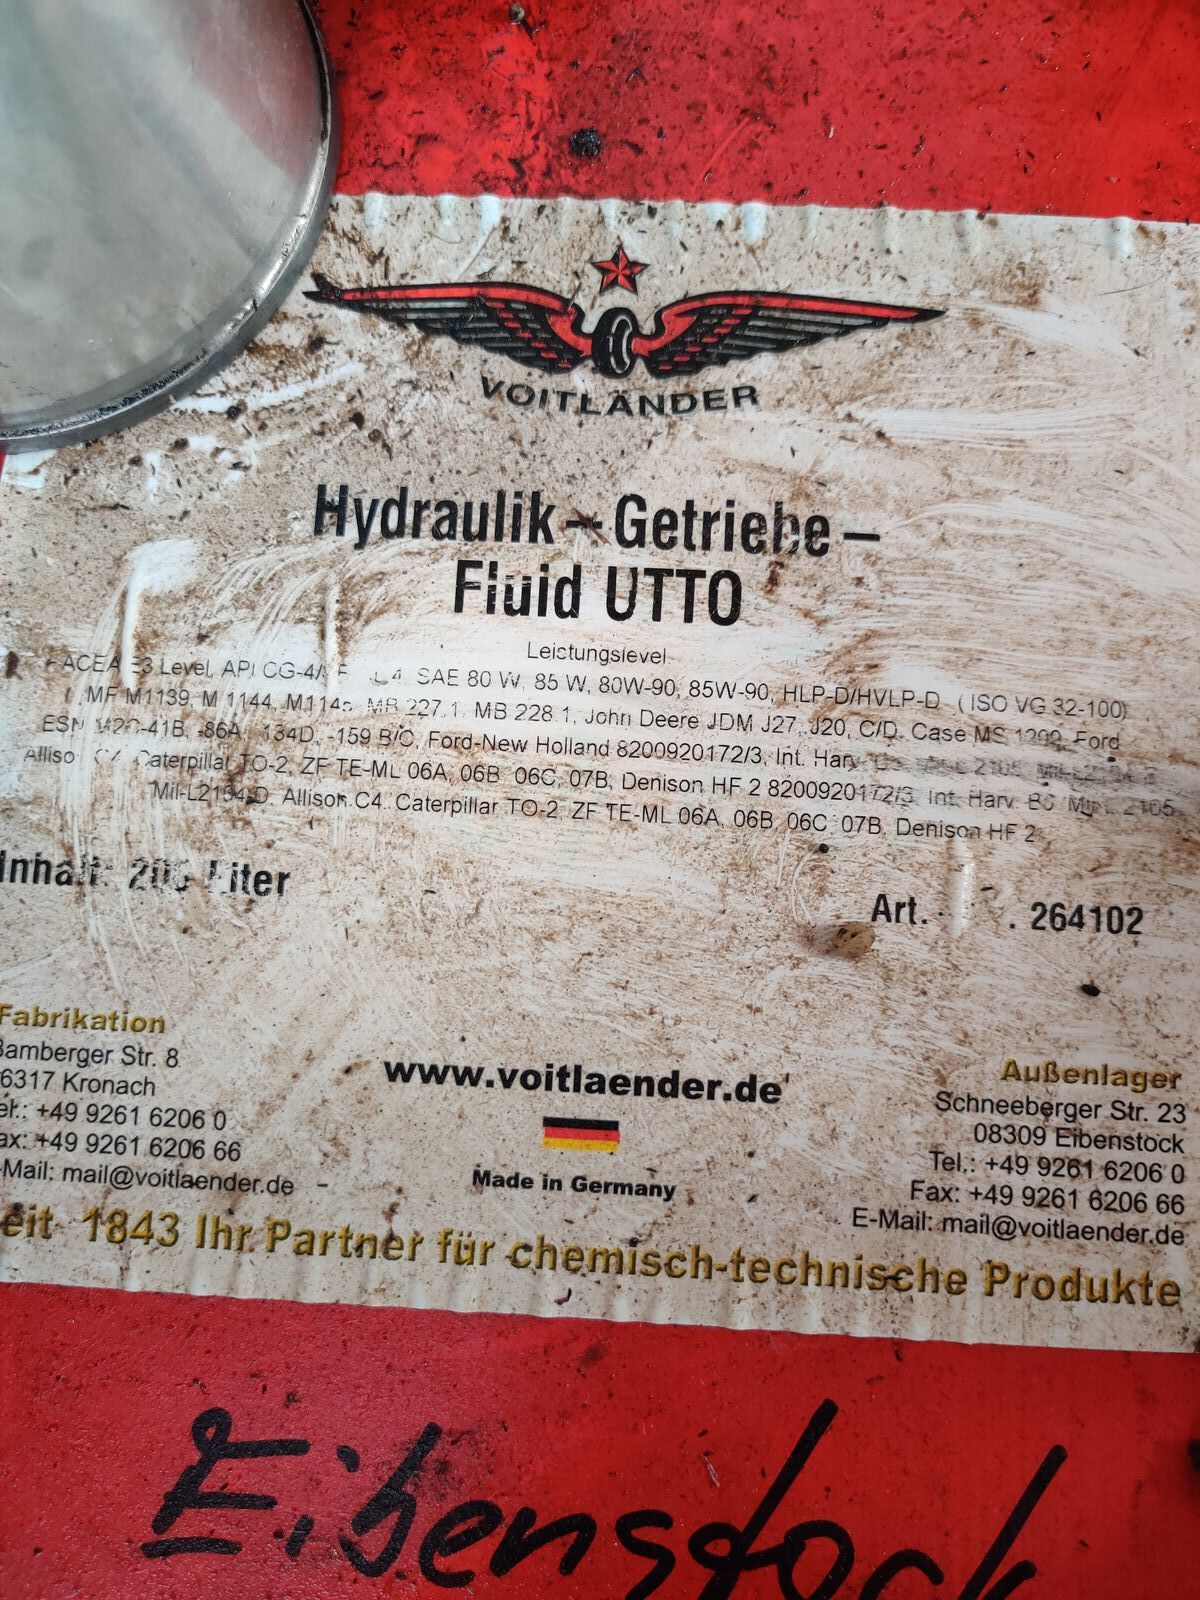 VOITLÄNDER
Hydraulik - Getriebe -
Fluid UTTO
Leistungslevel
ACEA E3 Level, API CG-4/ SAE 80 W, 85 W, 80W-90, 85W-90, HLP-D/HVLP-D (ISO VG 32-100)
MF M1139, M 1144, MB 227.1, MB 228.1, John Deere JDM J27, J20, C/D, Case MS Ford
ESN -86A, 134D, -159 B/C, Ford-New Holland 8200920172/3, Int. Harv.
Caterpillar TO-2, ZF TE-ML 06A, 06B, 06C, 07B, Denison HF 2 8200920172/3, Int. Harv. 2105
Allison C4, Caterpillar TO-2, ZF TE-ML 06A, 06B, 06C, 07B, Denison HF 2
Inhalt: Liter
Art. . 264102
Fabrikation
Bamberger Str. 8
6317 Kronach
el.: +49 9261 6206 0
ax: +49 9261 6206 66
-Mail: mail@voitlaender.de
www.voitlaender.de
Made in Germany
Außenlager
Schneeberger Str. 23
08309 Eibenstock
Tel.: +49 9261 6206 0
Fax: +49 9261 6206 66
E-Mail: mail@voitlaender.de
eit 1843 Ihr Partner für chemisch-technische Produkte
Eibenstock